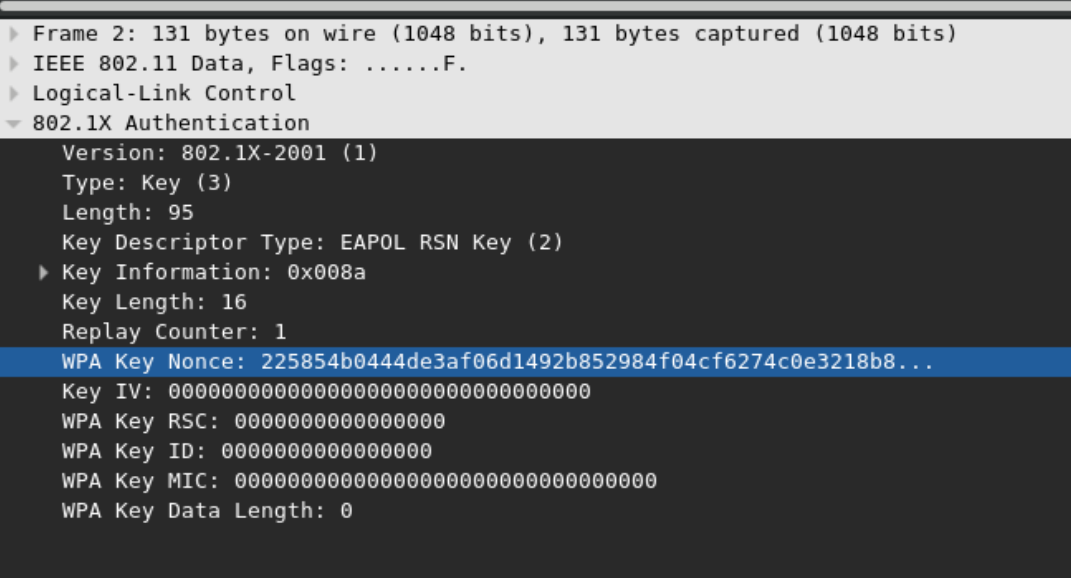 Frame 2: 131 bytes on wire (1048 bits), 131 bytes captured (1048 bits)
IEEE 802.11 Data, Flags: ......F.
Logical-Link Control
802.1X Authentication
Version: 802.1X-2001 (1)
Type: Key (3)
Length: 95
Key Descriptor Type: EAPOL RSN Key (2)
Key Information: 0x008a
Key Length: 16
Replay Counter: 1
WPA Key Nonce: 225854b0444de3af06d1492b852984f04cf6274c0e3218b8...
Key IV: 00000000000000000000000000000000
WPA Key RSC: 0000000000000000
WPA Key ID: 0000000000000000
WPA Key MIC: 00000000000000000000000000000000
WPA Key Data Length: 0